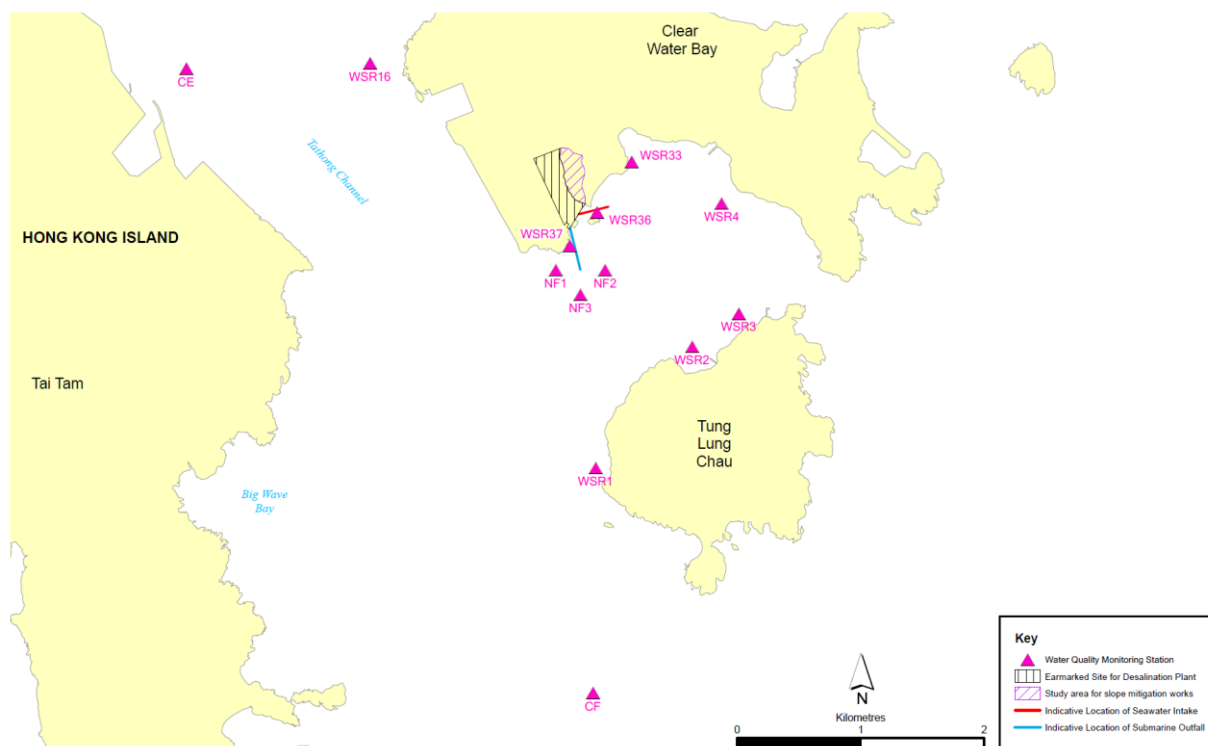 Clear
Water Bay
CE
WSR16
Tathong Channel
WSR33
WSR36
WSR4
HONG KONG ISLAND
WSR37
NF1
NF2
NF3
WSR3
WSR2
Tai Tam
Tung
Lung
Chau
WSR1
Big Wave
Bay
CF
N
Kilometres
0
1
2
Key
Water Quality Monitoring Station
Earmarked Site for Desalination Plant
Study area for slope mitigation works
Indicative Location of Seawater Intake
Indicative Location of Submarine Outfall